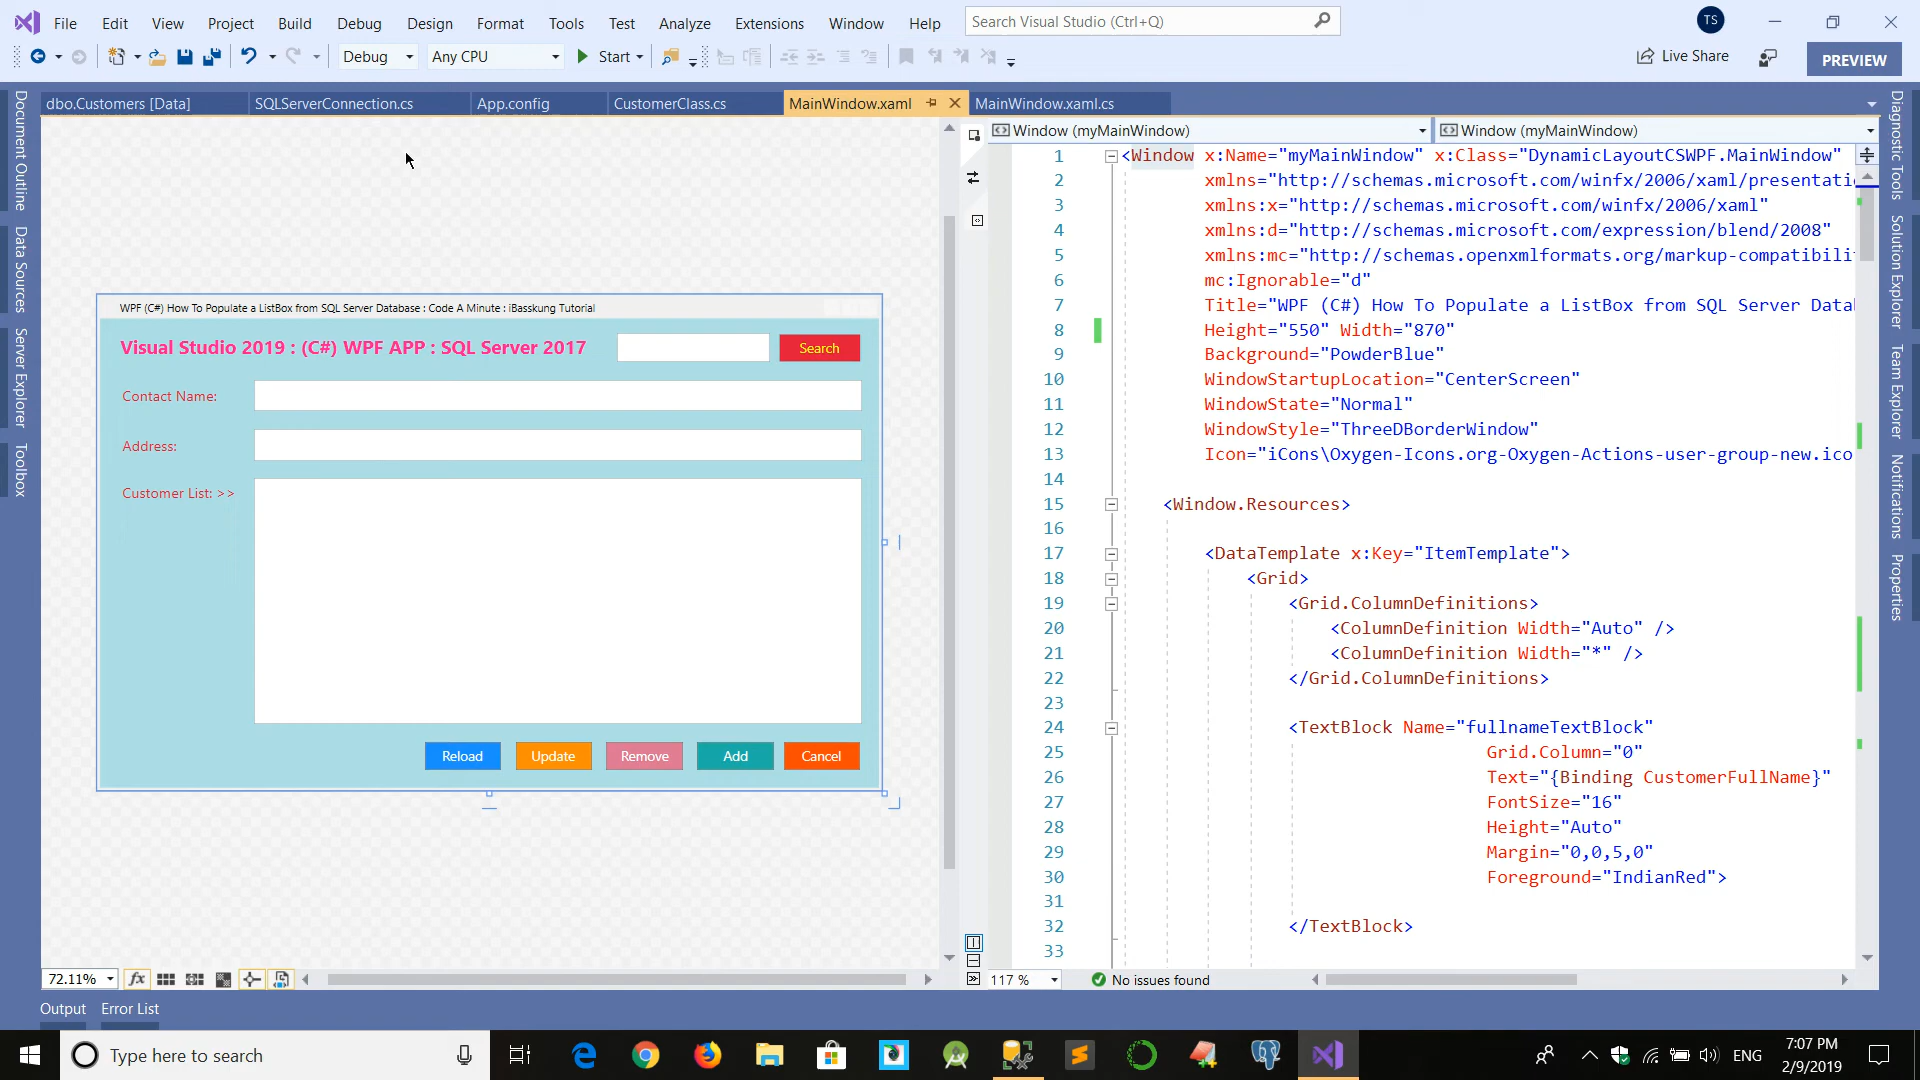 File Edit View Project Build Debug Design Format Tools Test Analyze Extensions Window Help Search Visual Studio (Ctrl+Q) TS
Debug Any CPU Start Live Share PREVIEW
dbo.Customers [Data] SQLServerConnection.cs App.config CustomerClass.cs MainWindow.xaml MainWindow.xaml.cs
Document Outline
Data Sources
Server Explorer
Toolbox
WPF (C#) How To Populate a ListBox from SQL Server Database : Code A Minute : iBasskung Tutorial
Visual Studio 2019 : (C#) WPF APP : SQL Server 2017 Search
Contact Name:
Address:
Customer List: >>
Reload Update Remove Add Cancel
72.11%
Window (myMainWindow) Window (myMainWindow)
1 <Window x:Name="myMainWindow" x:Class="DynamicLayoutCSWPF.MainWindow"
2 xmlns="http://schemas.microsoft.com/winfx/2006/xaml/presentati
3 xmlns:x="http://schemas.microsoft.com/winfx/2006/xaml"
4 xmlns:d="http://schemas.microsoft.com/expression/blend/2008"
5 xmlns:mc="http://schemas.openxmlformats.org/markup-compatibili
6 mc:Ignorable="d"
7 Title="WPF (C#) How To Populate a ListBox from SQL Server Datab
8 Height="550" Width="870"
9 Background="PowderBlue"
10 WindowStartupLocation="CenterScreen"
11 WindowState="Normal"
12 WindowStyle="ThreeDBorderWindow"
13 Icon="iCons\Oxygen-Icons.org-Oxygen-Actions-user-group-new.ico
14
15 <Window.Resources>
16
17 <DataTemplate x:Key="ItemTemplate">
18 <Grid>
19 <Grid.ColumnDefinitions>
20 <ColumnDefinition Width="Auto" />
21 <ColumnDefinition Width="*" />
22 </Grid.ColumnDefinitions>
23
24 <TextBlock Name="fullnameTextBlock"
25 Grid.Column="0"
26 Text="{Binding CustomerFullName}"
27 FontSize="16"
28 Height="Auto"
29 Margin="0,0,5,0"
30 Foreground="IndianRed">
31
32 </TextBlock>
33
117 % No issues found
Diagnostic Tools
Solution Explorer
Team Explorer
Notifications
Properties
Output Error List
Type here to search ENG 7:07 PM
2/9/2019